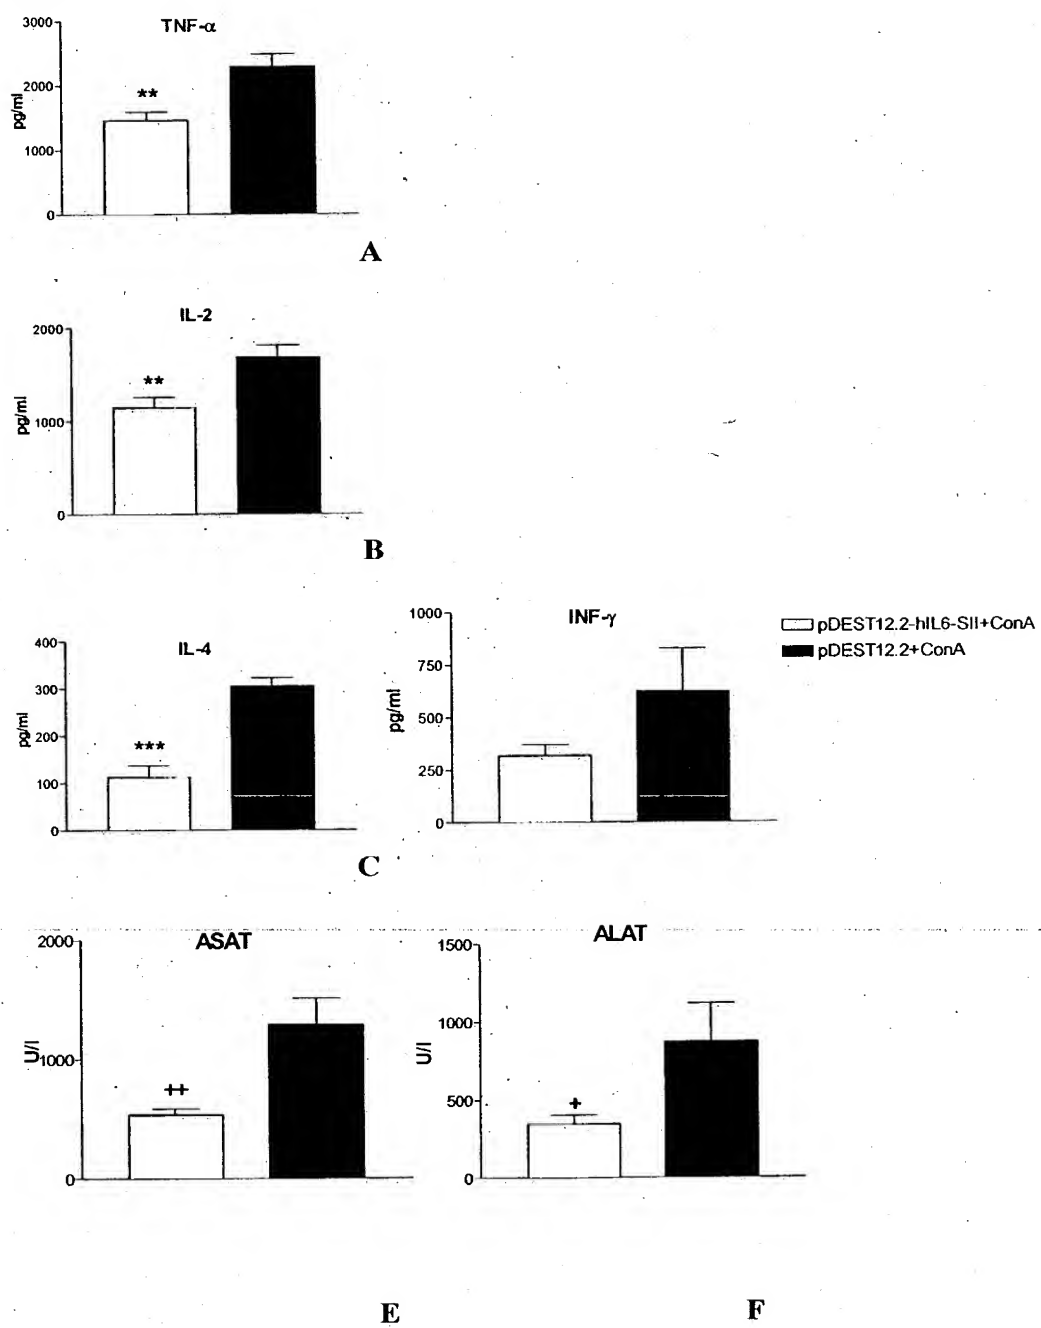 TNF-α
3000
2000
1000
0
pg/ml
**
A
IL-2
2000
1000
0
pg/ml
**
B
IL-4
400
300
200
100
0
pg/ml
***
C
INF-γ
1000
750
500
250
0
pg/ml
pDEST12.2-hIL6-SII+ConA
pDEST12.2+ConA
ASAT
2000
1000
0
U/l
++
E
ALAT
1500
1000
500
0
U/l
+
F